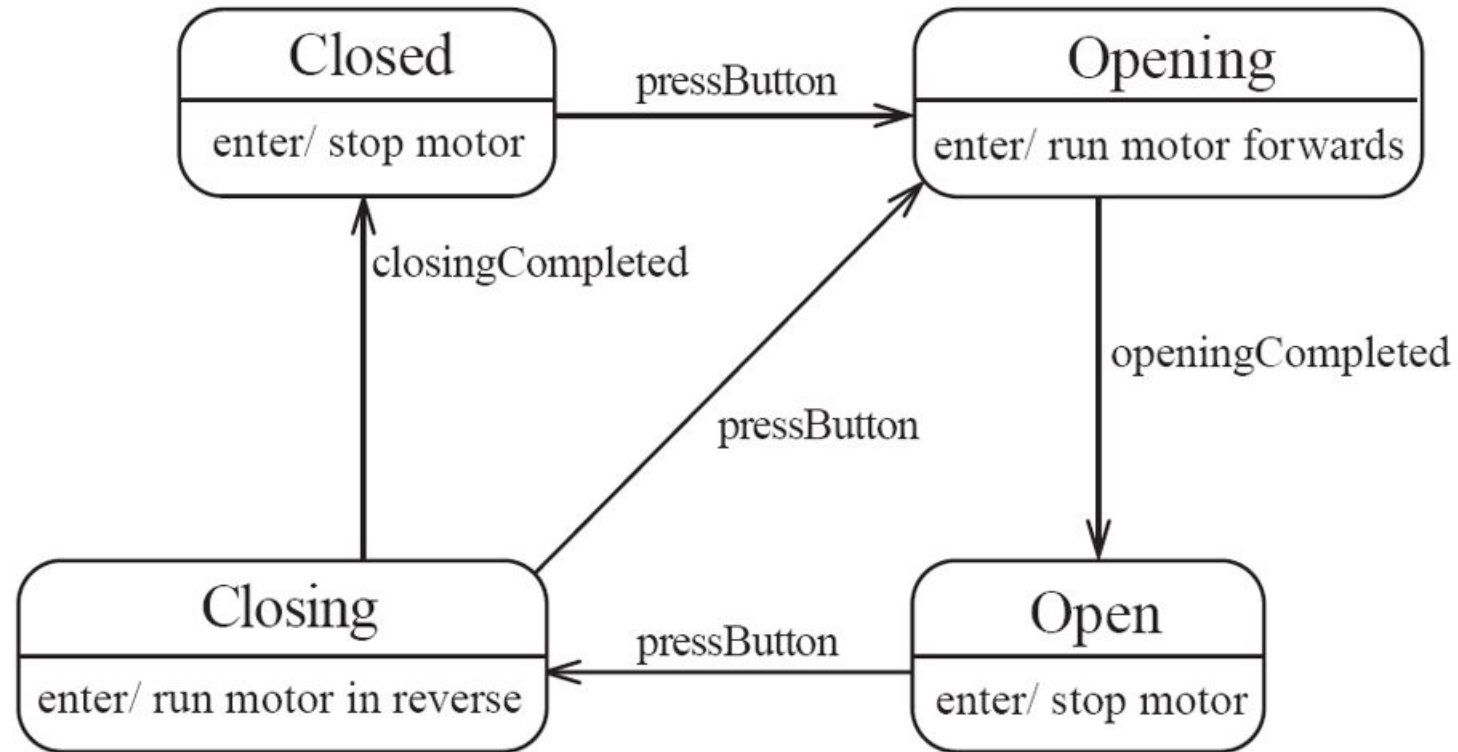 Closed
enter/ stop motor
pressButton
Opening
enter/ run motor forwards
closingCompleted
openingCompleted
pressButton
Closing
enter/ run motor in reverse
pressButton
Open
enter/ stop motor